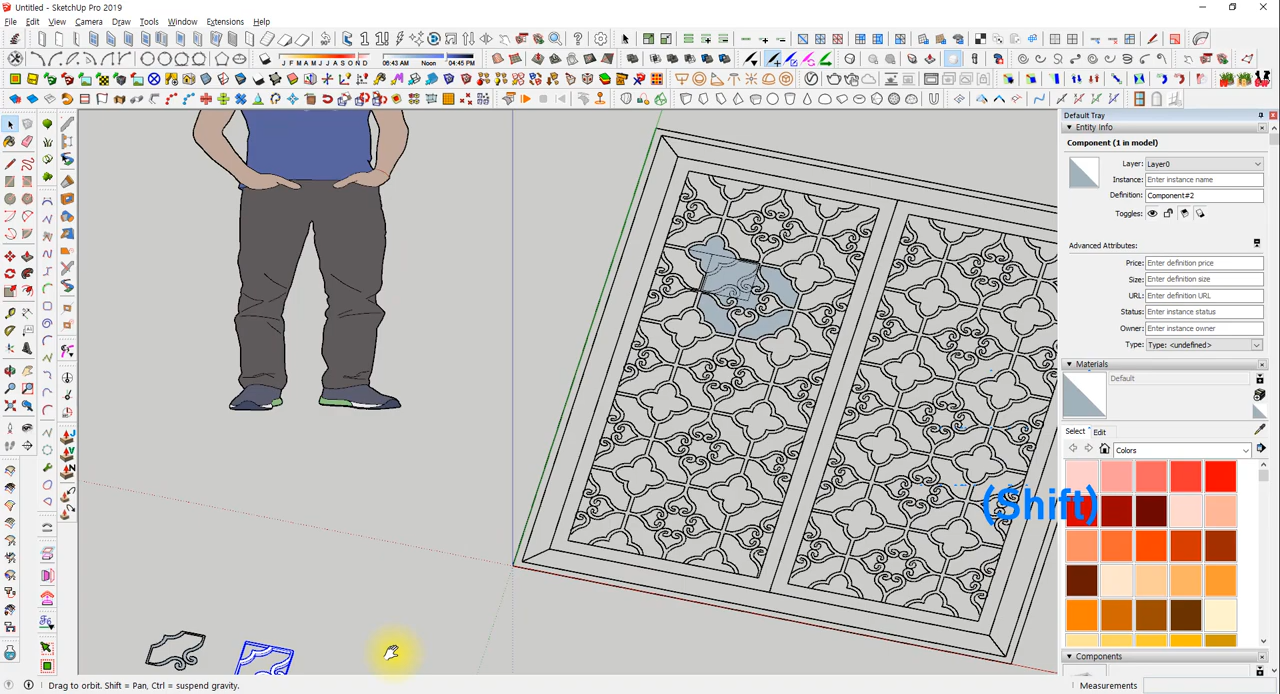 Untitled - SketchUp Pro 2019
File Edit View Camera Draw Tools Window Extensions Help
J F M A M J J A S O N D
06:43 AM Noon 04:45 PM
Default Tray
Entity Info
Component (1 in model)
Layer: Layer0
Instance: Enter instance name
Definition: Component#2
Toggles:
Advanced Attributes:
Price: Enter definition price
Size: Enter definition size
URL: Enter definition URL
Status: Enter definition status
Owner: Enter definition owner
Type: Type: <undefined>
Materials
Default
Select Edit
Colors
(Shift)
Components
Drag to orbit. Shift = Pan, Ctrl = suspend gravity.
Measurements